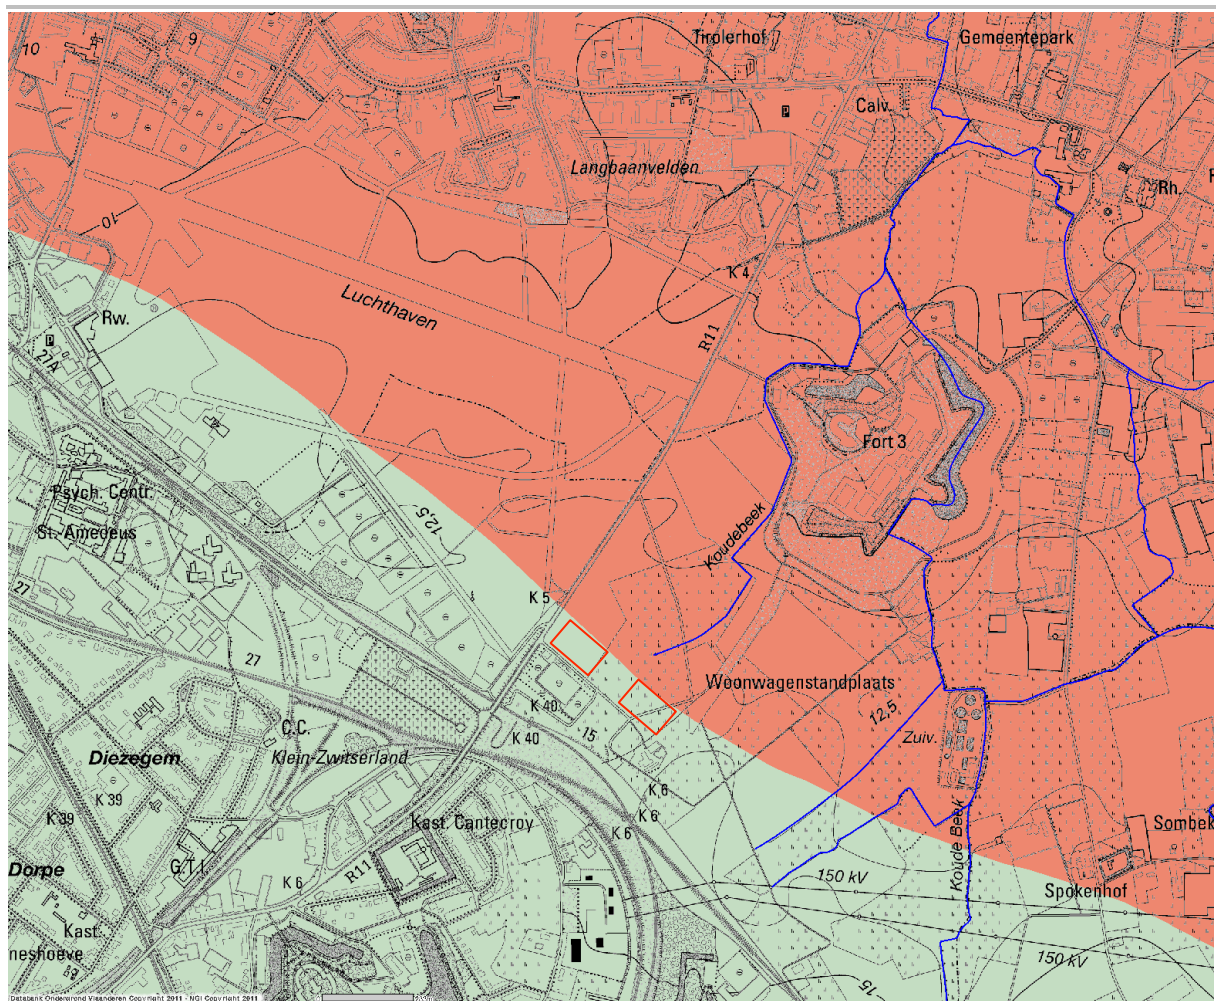 10
9
Tirolerhof
Gemeentepark
P
Calv.
Langbaanvelden
Rh.
10
K 4
Luchthaven
R11
Rw.
P
27A
Fort 3
Psych. Centr.
St.-Amedeus
12,5
Koudebeek
27
K 5
27
Woonwagenstandplaats
K 40
12,5
C.C.
K 40
15
Zuiv.
Diezegem
Klein-Zwitserland
K 39
K 6
K 39
K 6
Kast. Cantecroy
K 6
Koude Beek
Sombek
G.T.I.
Dorpe
R11
K 6
150 kV
Spokenhof
Kast.
neshoeve
150 kV
15
Databank Ondergrond Vlaanderen Copyright 2011 - NGI Copyright 2011